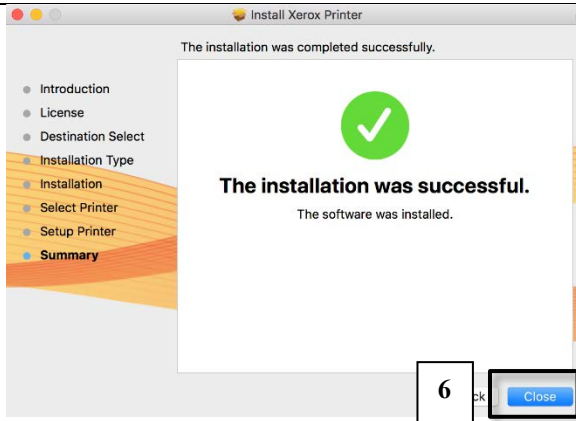 Install Xerox Printer
The installation was completed successfully.
Introduction
License
Destination Select
Installation Type
Installation
Select Printer
Setup Printer
Summary
The installation was successful.
The software was installed.
6
ck
Close